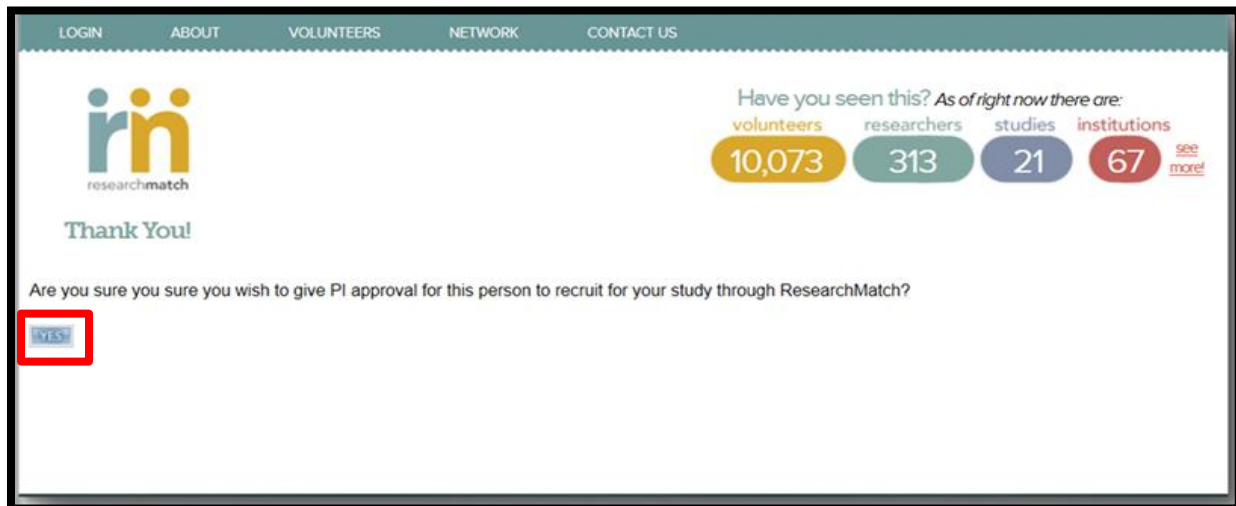 LOGIN ABOUT VOLUNTEERS NETWORK CONTACT US
Have you seen this? As of right now there are:
volunteers researchers studies institutions
10,073 313 21 67 see more!
rm
researchmatch
Thank You!
Are you sure you sure you wish to give PI approval for this person to recruit for your study through ResearchMatch?
YES